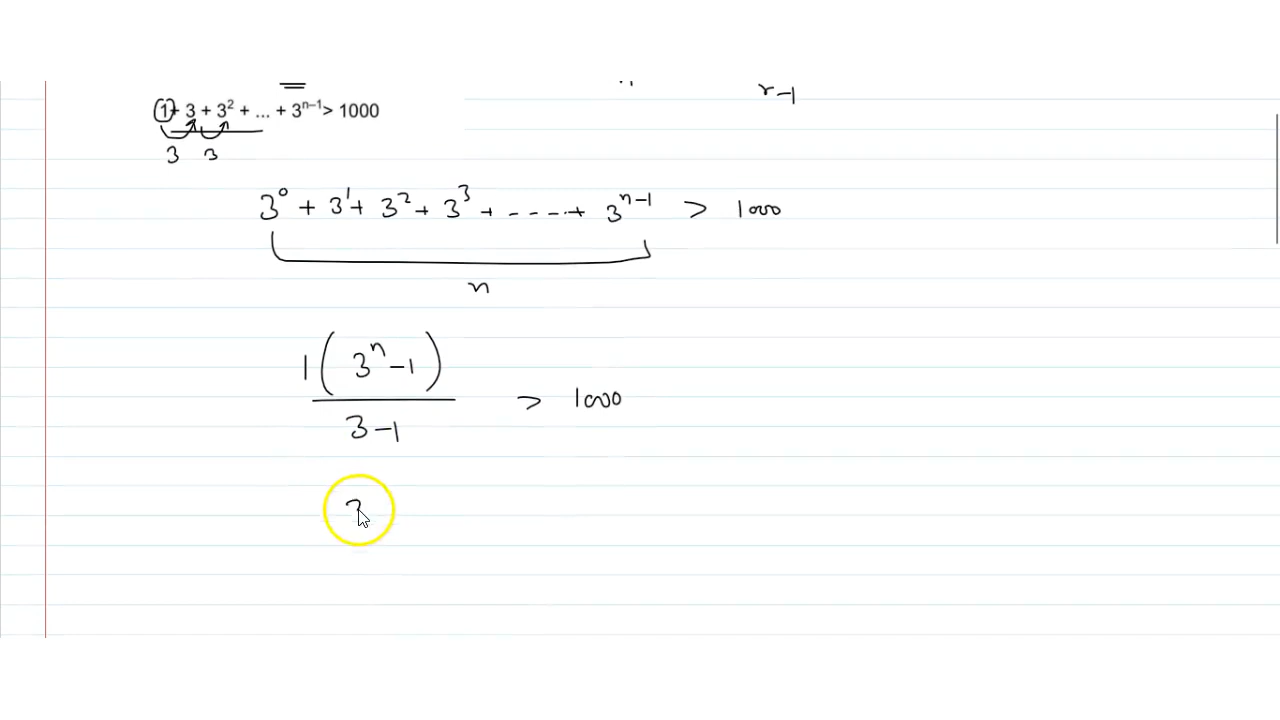 r-1
1 + 3 + 3² + ... + 3ⁿ⁻¹> 1000
3 3
3⁰ + 3¹ + 3² + 3³ + ----+ 3ⁿ⁻¹ > 1000
n
1(3ⁿ-1)
> 1000
3-1
3